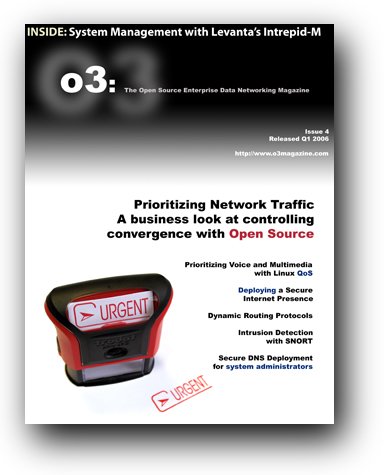 INSIDE: System Management with Levanta's Intrepid-M
o3:
The Open Source Enterprise Data Networking Magazine
Issue 4
Released Q1 2006
http://www.o3magazine.com
Prioritizing Network Traffic
A business look at controlling
convergence with Open Source
Prioritizing Voice and Multimedia
with Linux QoS
Deploying a Secure
Internet Presence
Dynamic Routing Protocols
Intrusion Detection
with SNORT
Secure DNS Deployment
for system administrators
URGENT
URGENT